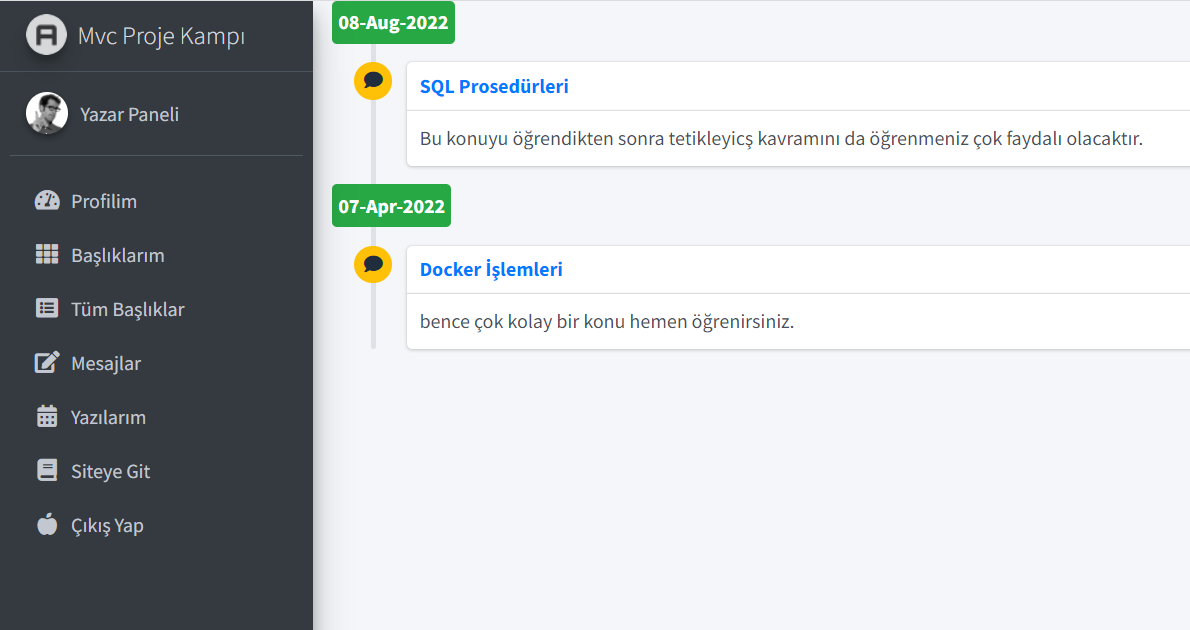 Mvc Proje Kampı
Yazar Paneli
Profilim
Başlıklarım
Tüm Başlıklar
Mesajlar
Yazılarım
Siteye Git
Çıkış Yap
08-Aug-2022
SQL Prosedürleri
Bu konuyu öğrendikten sonra tetikleyicş kavramını da öğrenmeniz çok faydalı olacaktır.
07-Apr-2022
Docker İşlemleri
bence çok kolay bir konu hemen öğrenirsiniz.